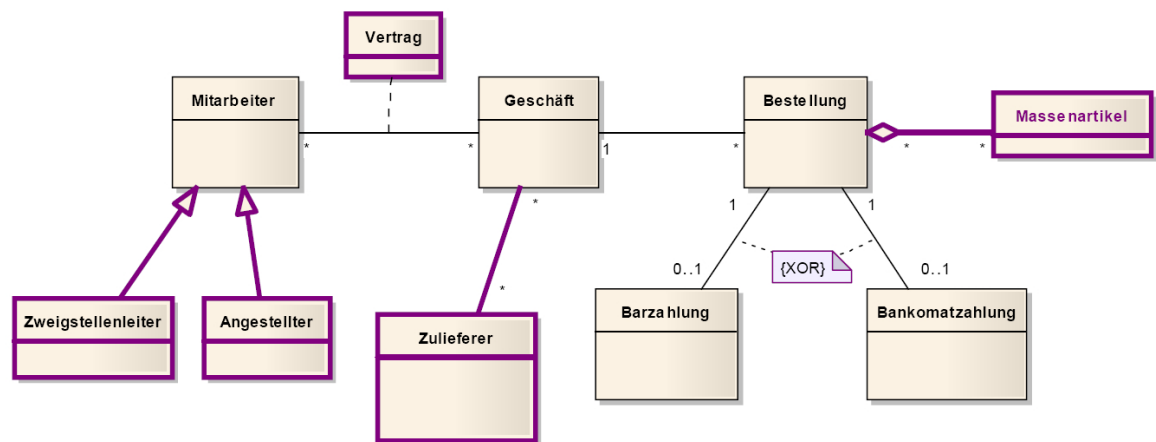 Vertrag
Mitarbeiter
Geschäft
Bestellung
Massenartikel
*
*
1
*
*
*
*
1
1
{XOR}
0..1
0..1
*
Zweigstellenleiter
Angestellter
Zulieferer
Barzahlung
Bankomatzahlung